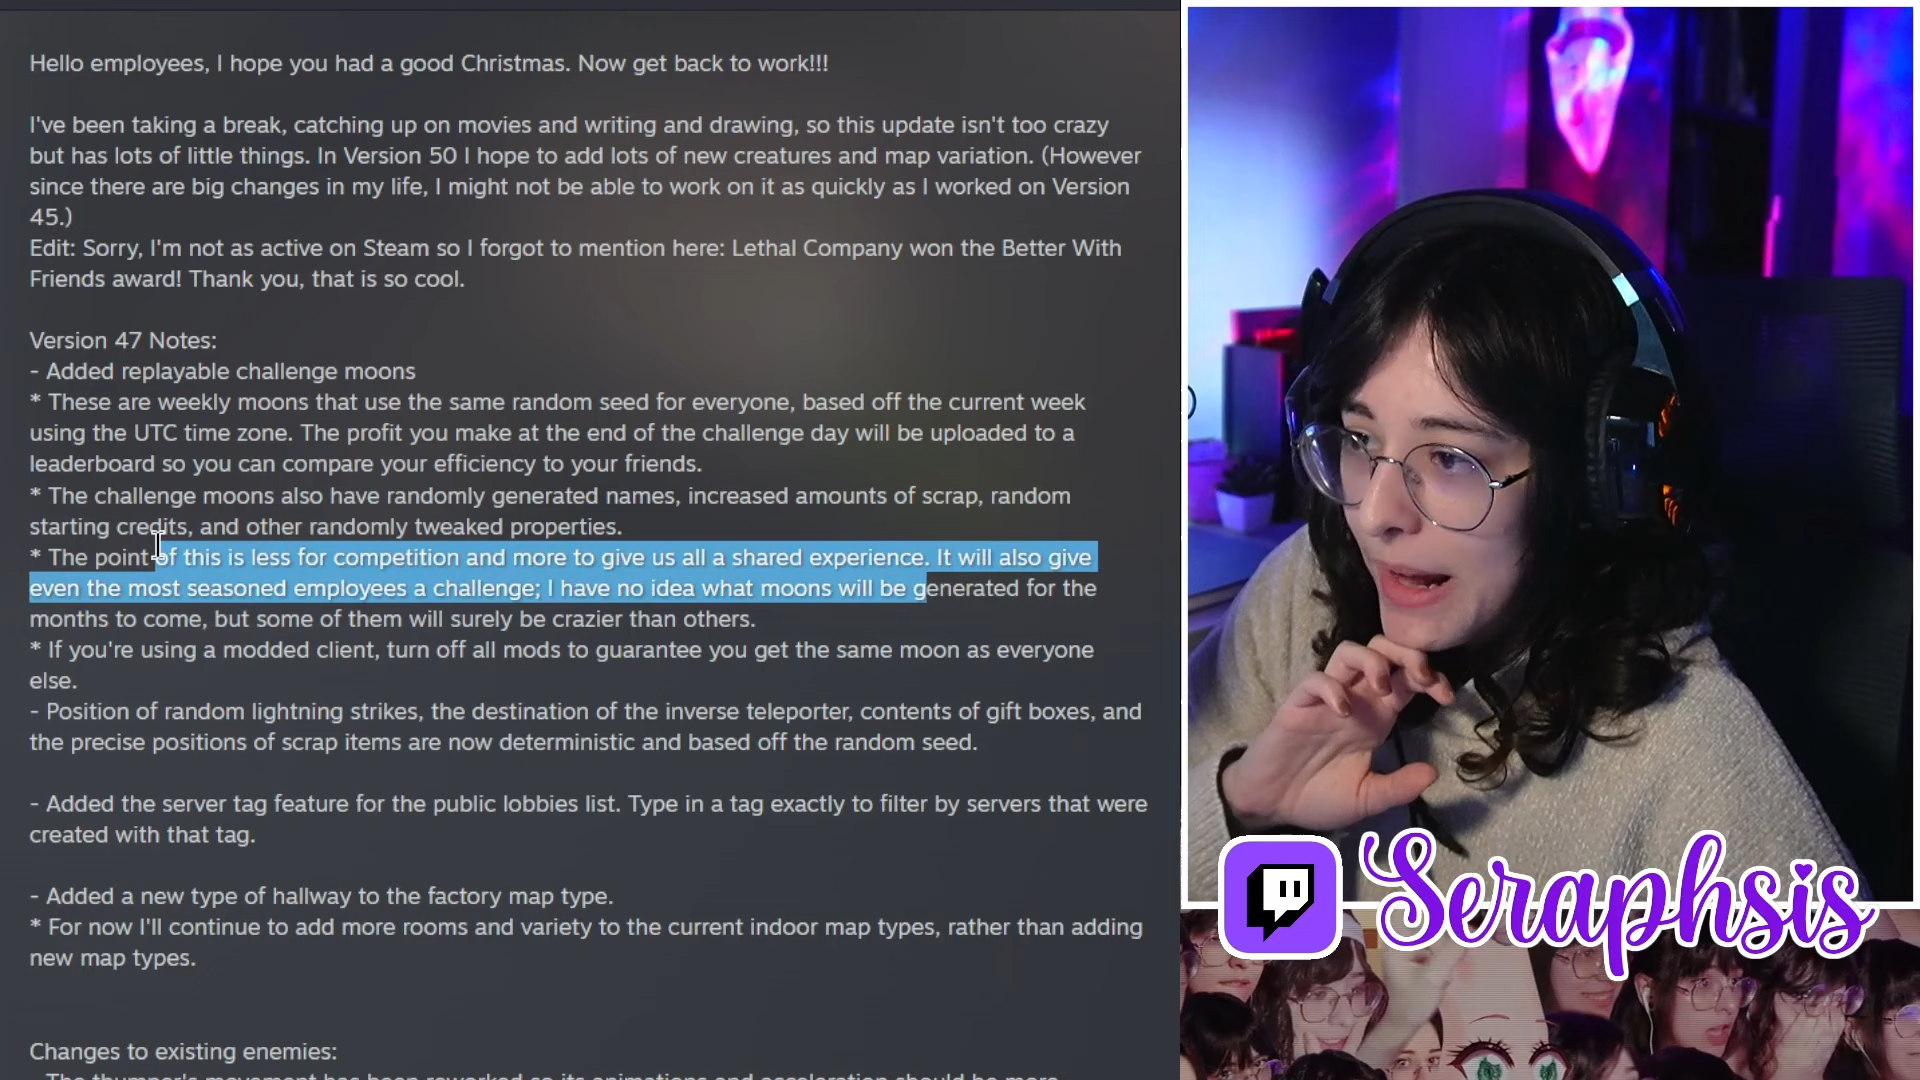 Hello employees, I hope you had a good Christmas. Now get back to work!!!
I've been taking a break, catching up on movies and writing and drawing, so this update isn't too crazy
but has lots of little things. In Version 50 I hope to add lots of new creatures and map variation. (However
since there are big changes in my life, I might not be able to work on it as quickly as I worked on Version
45.)
Edit: Sorry, I'm not as active on Steam so I forgot to mention here: Lethal Company won the Better With
Friends award! Thank you, that is so cool.
Version 47 Notes:
- Added replayable challenge moons
* These are weekly moons that use the same random seed for everyone, based off the current week
using the UTC time zone. The profit you make at the end of the challenge day will be uploaded to a
leaderboard so you can compare your efficiency to your friends.
* The challenge moons also have randomly generated names, increased amounts of scrap, random
starting credits, and other randomly tweaked properties.
* The point of this is less for competition and more to give us all a shared experience. It will also give
even the most seasoned employees a challenge; I have no idea what moons will be generated for the
months to come, but some of them will surely be crazier than others.
* If you're using a modded client, turn off all mods to guarantee you get the same moon as everyone
else.
- Position of random lightning strikes, the destination of the inverse teleporter, contents of gift boxes, and
the precise positions of scrap items are now deterministic and based off the random seed.
- Added the server tag feature for the public lobbies list. Type in a tag exactly to filter by servers that were
created with that tag.
- Added a new type of hallway to the factory map type.
* For now I'll continue to add more rooms and variety to the current indoor map types, rather than adding
new map types.
Changes to existing enemies:
- The thumper's movement has been reworked so its animations and acceleration should be more
Seraphsis